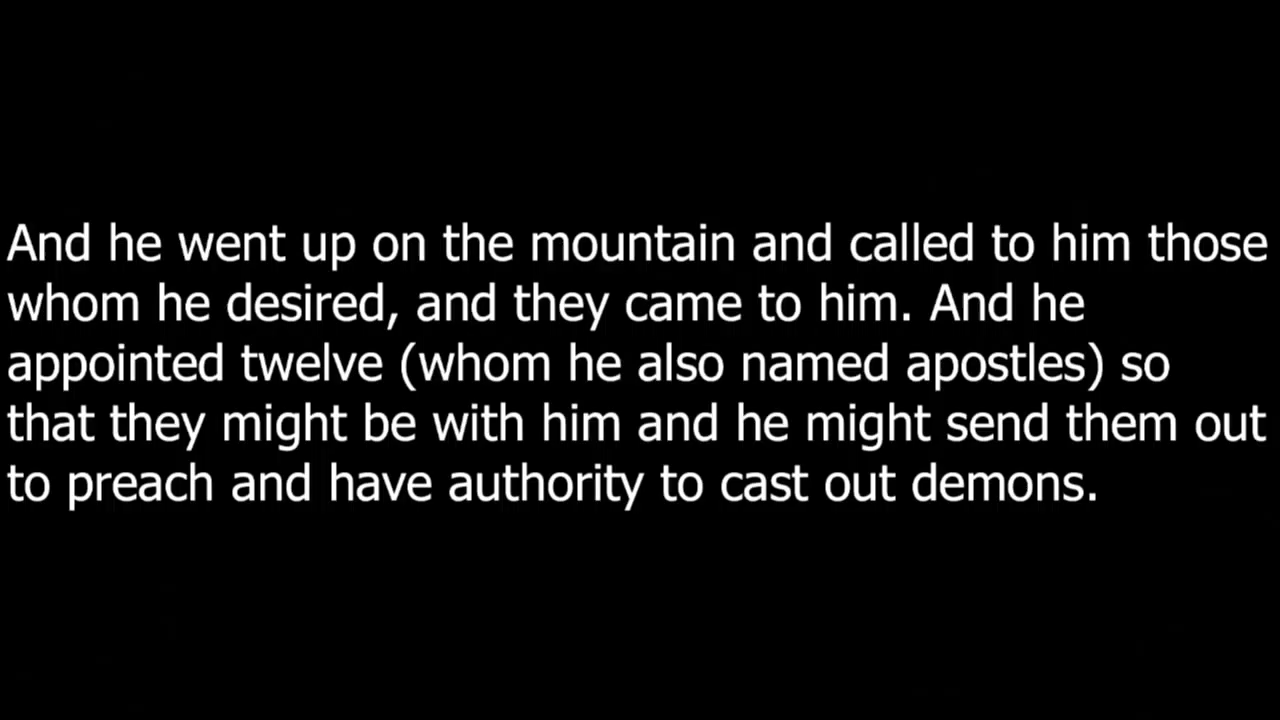 And he went up on the mountain and called to him those
whom he desired, and they came to him. And he
appointed twelve (whom he also named apostles) so
that they might be with him and he might send them out
to preach and have authority to cast out demons.